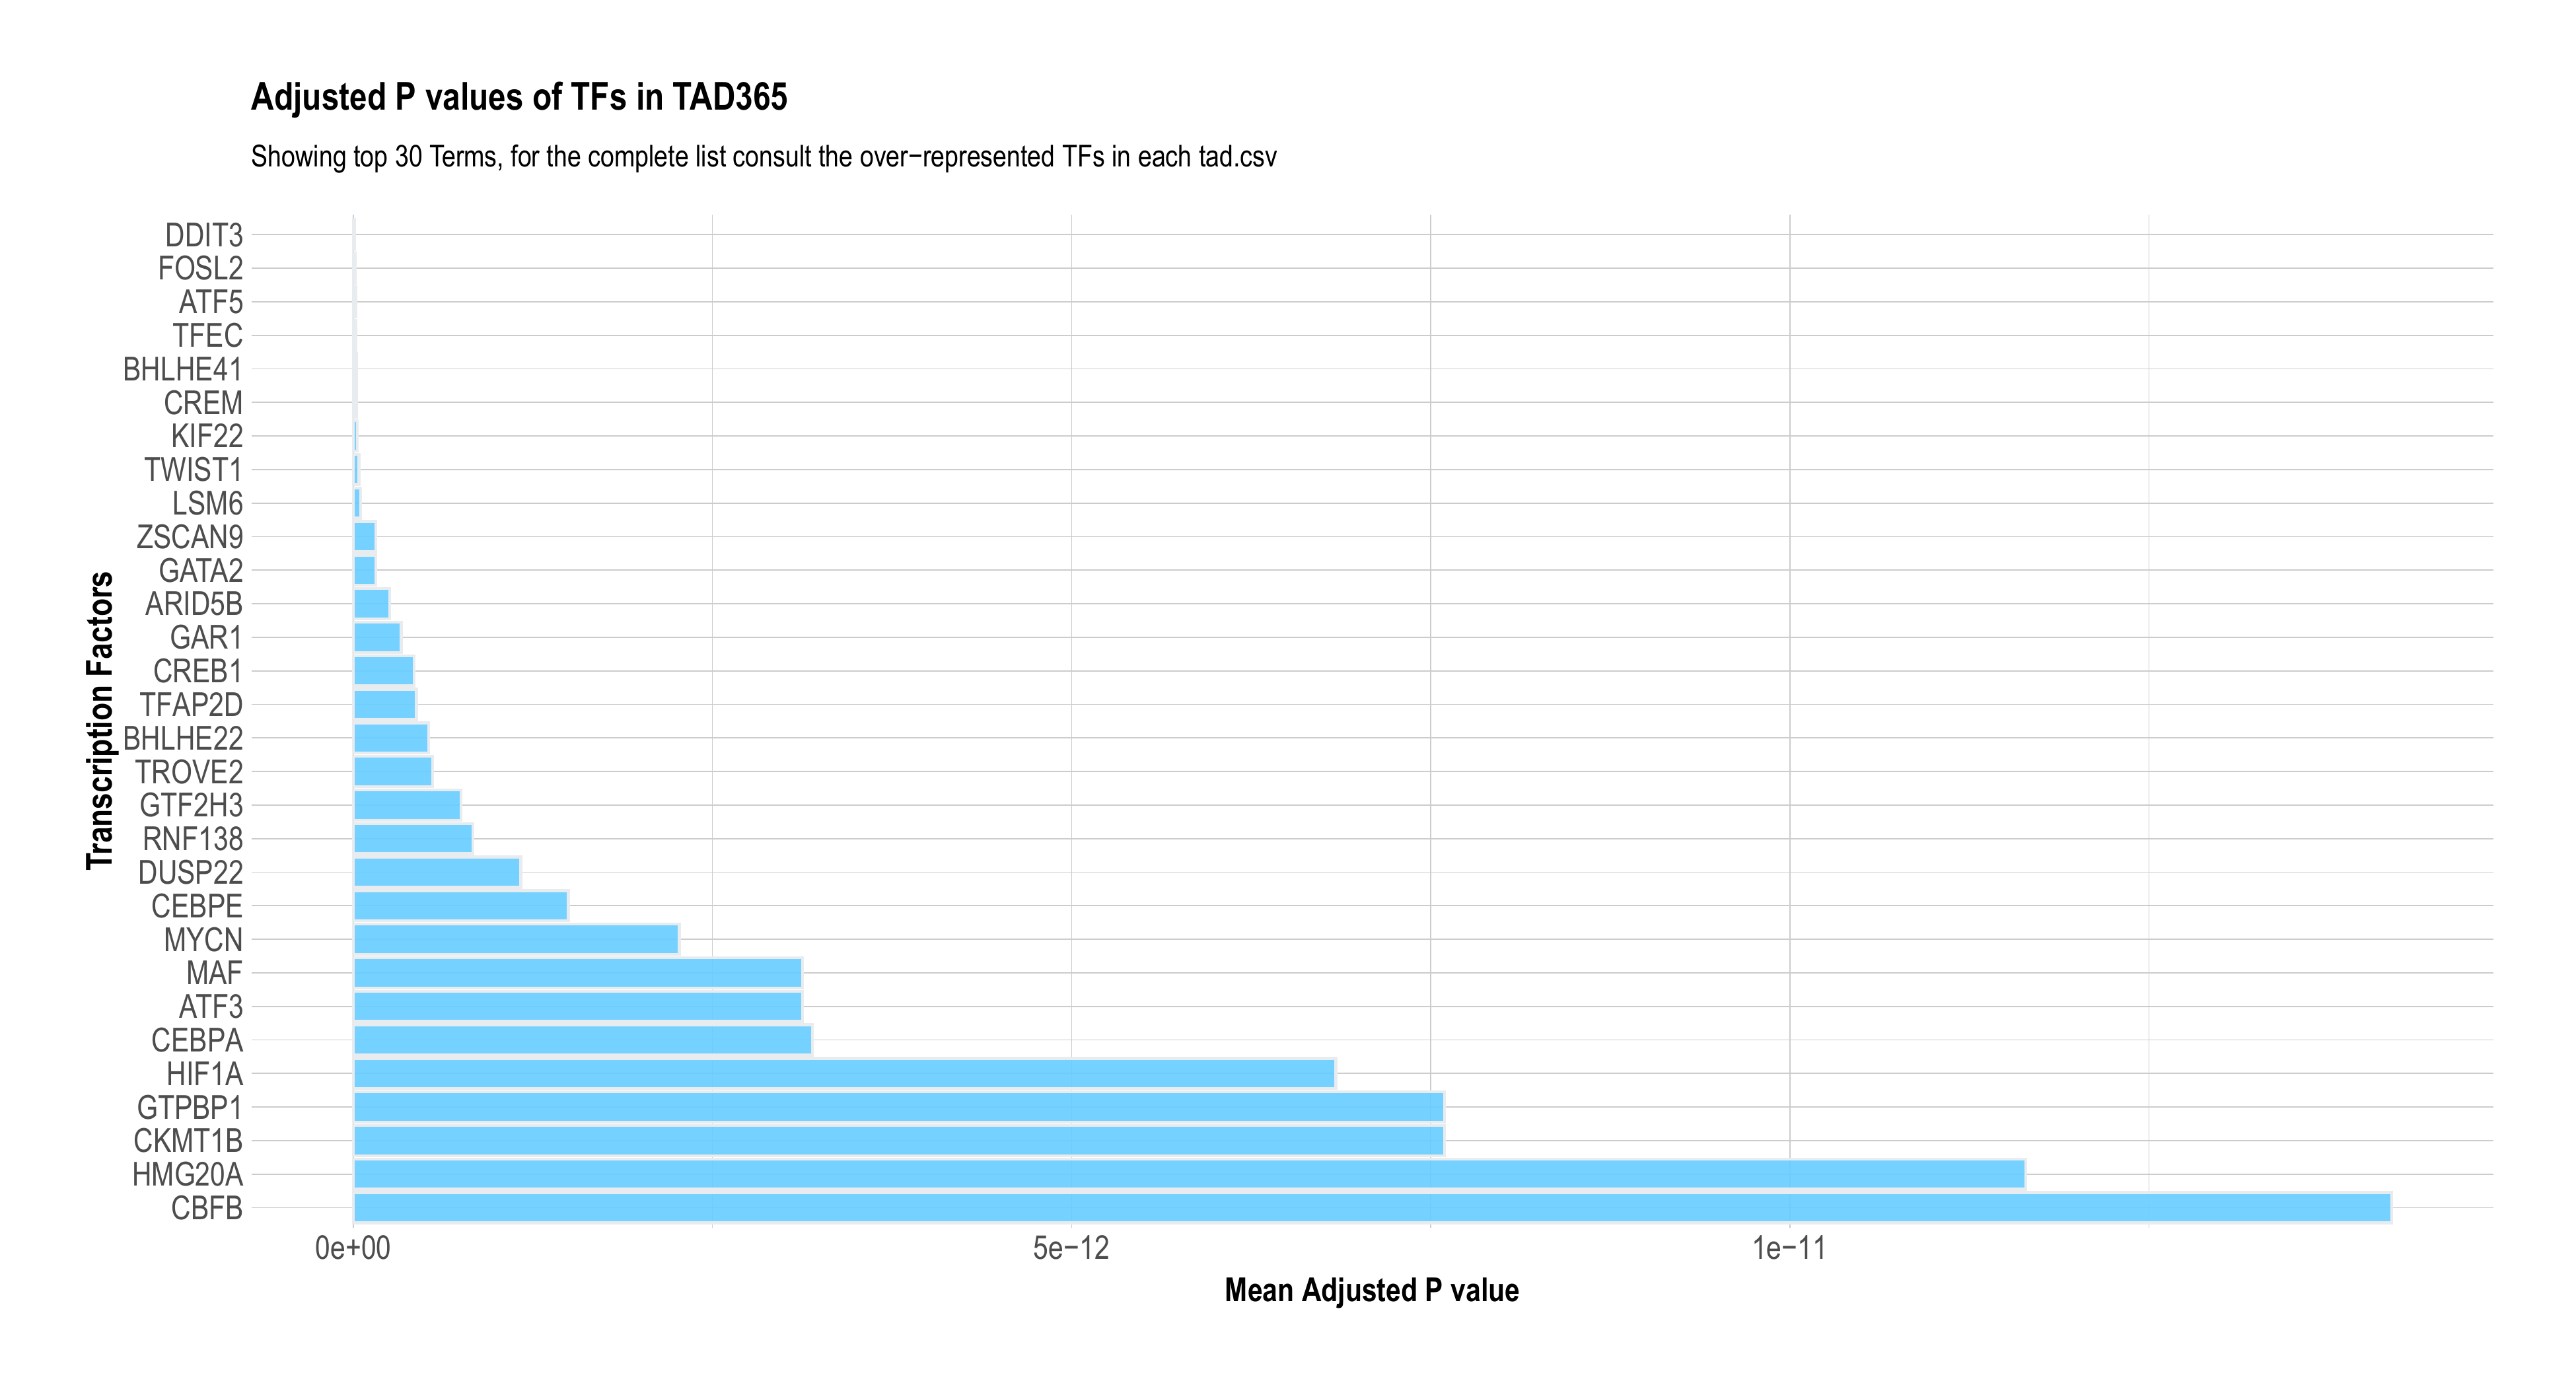 Adjusted P values of TFs in TAD365
Showing top 30 Terms, for the complete list consult the over−represented TFs in each tad.csv
Transcription Factors
DDIT3
FOSL2
ATF5
TFEC
BHLHE41
CREM
KIF22
TWIST1
LSM6
ZSCAN9
GATA2
ARID5B
GAR1
CREB1
TFAP2D
BHLHE22
TROVE2
GTF2H3
RNF138
DUSP22
CEBPE
MYCN
MAF
ATF3
CEBPA
HIF1A
GTPBP1
CKMT1B
HMG20A
CBFB
0e+00 5e−12 1e−11
Mean Adjusted P value